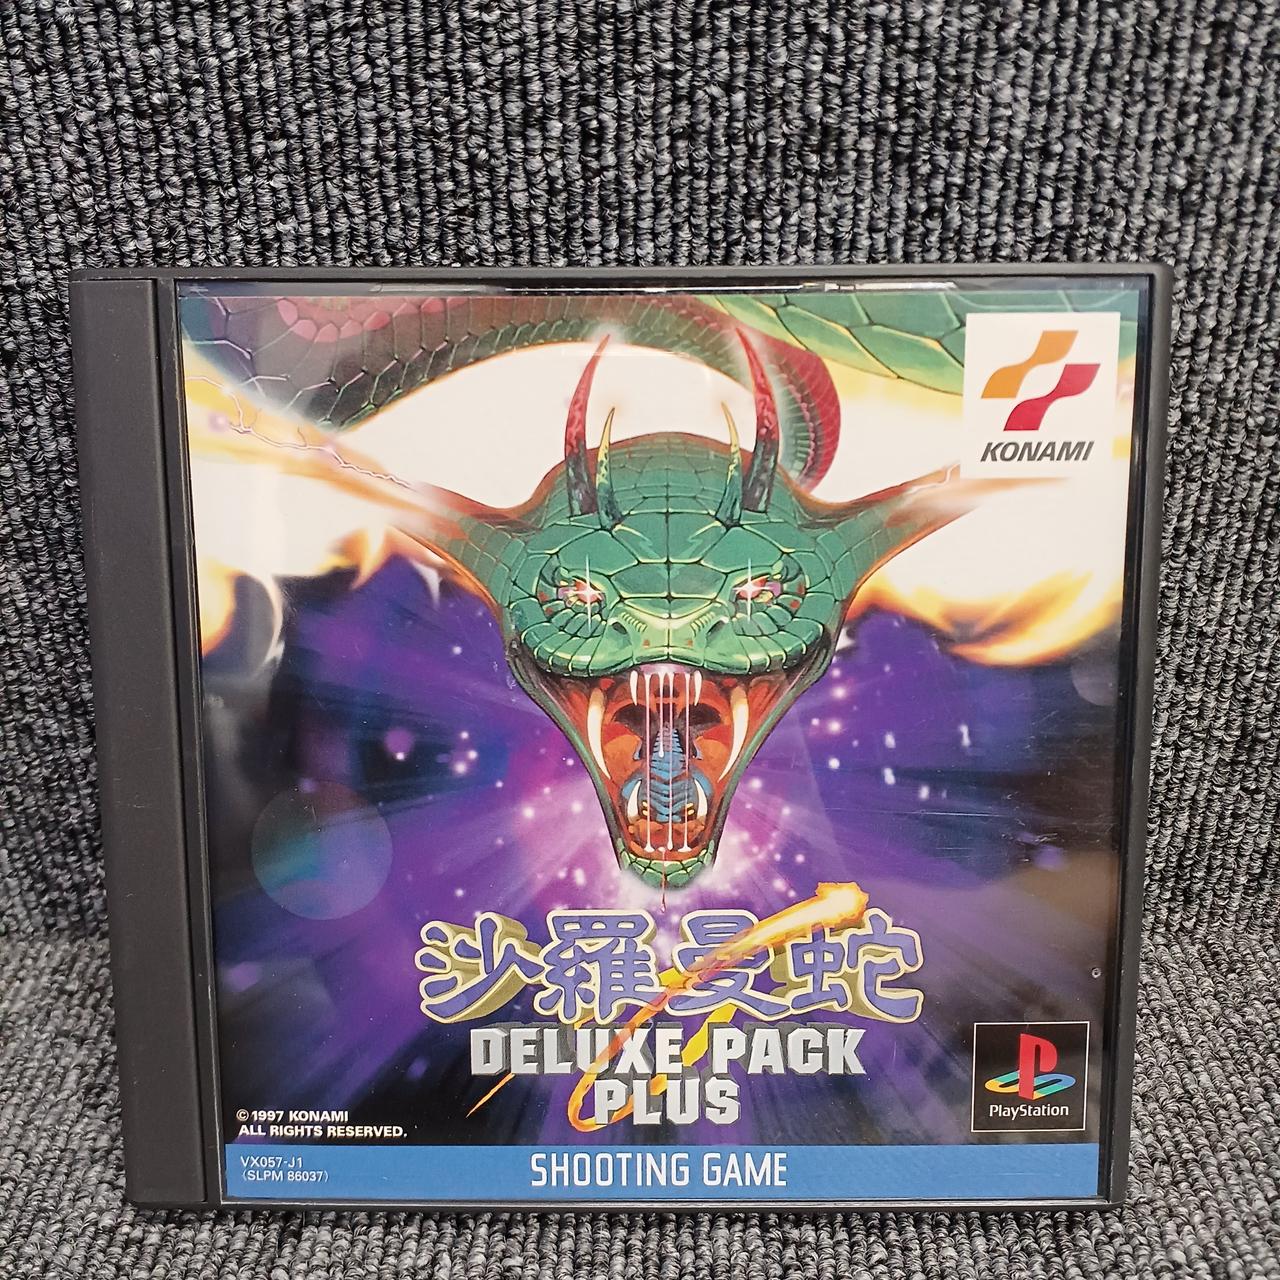 KONAMI
沙羅曼蛇
DELUXE PACK
PLUS
PlayStation
© 1997 KONAMI
ALL RIGHTS RESERVED.
VX057-J1
(SLPM 86037)
SHOOTING GAME